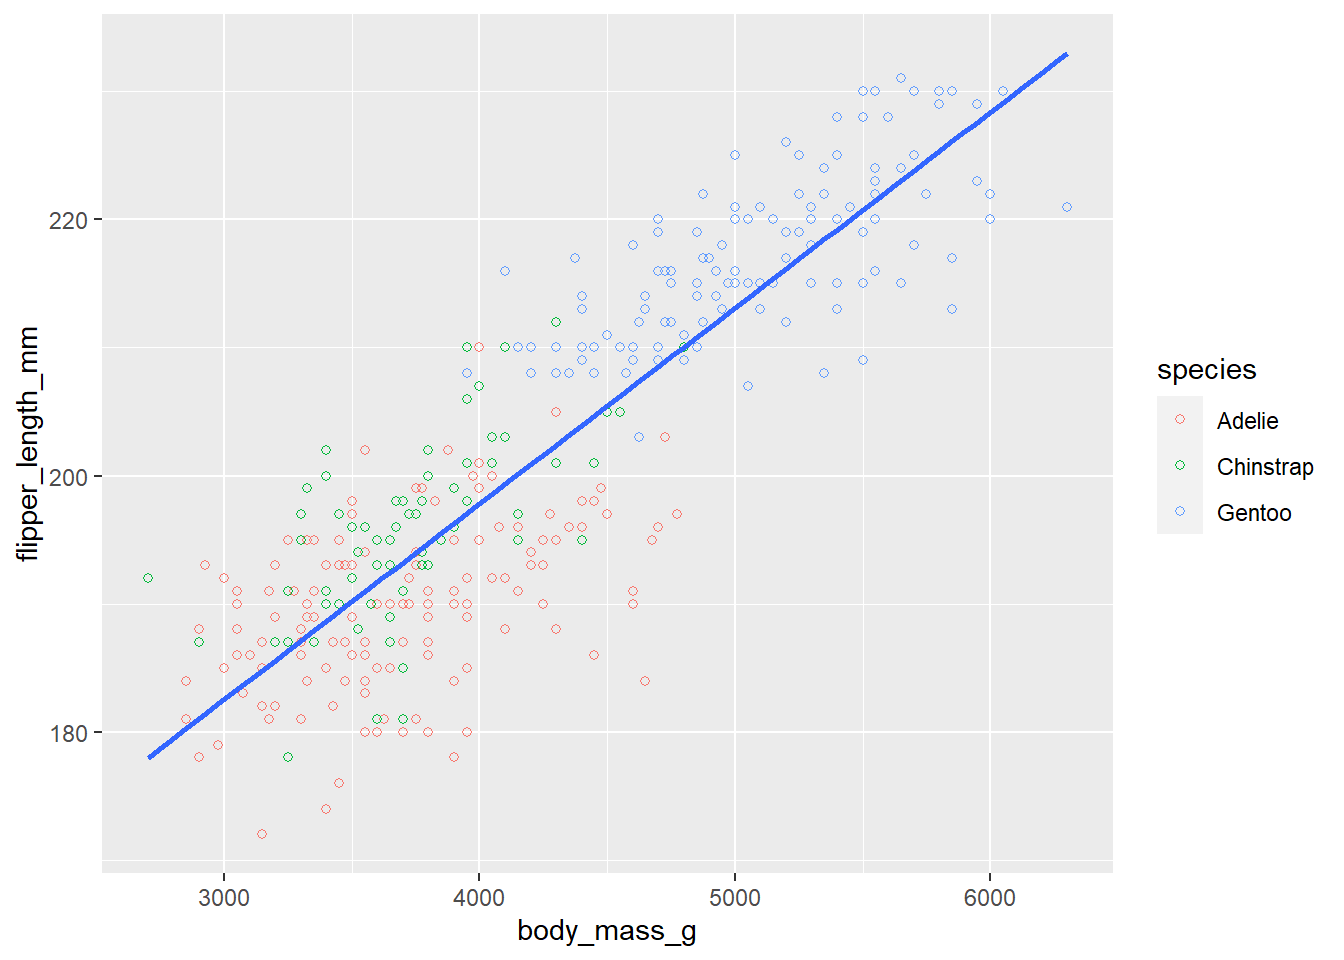 220
200
180
flipper_length_mm
3000
4000
5000
6000
body_mass_g
species
Adelie
Chinstrap
Gentoo